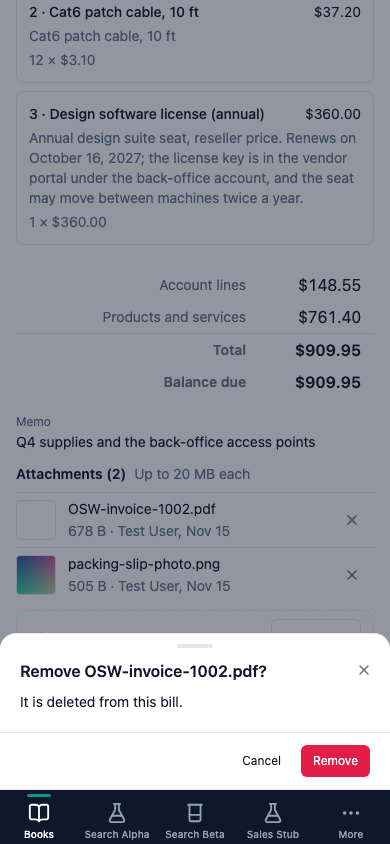 2 · Cat6 patch cable, 10 ft $37.20
Cat6 patch cable, 10 ft
12 × $3.10
3 · Design software license (annual) $360.00
Annual design suite seat, reseller price. Renews on
October 16, 2027; the license key is in the vendor
portal under the back-office account, and the seat
may move between machines twice a year.
1 × $360.00
Account lines $148.55
Products and services $761.40
Total $909.95
Balance due $909.95
Memo
Q4 supplies and the back-office access points
Attachments (2) Up to 20 MB each
OSW-invoice-1002.pdf
678 B · Test User, Nov 15
packing-slip-photo.png
505 B · Test User, Nov 15
Remove OSW-invoice-1002.pdf?
It is deleted from this bill.
Cancel Remove
Books Search Alpha Search Beta Sales Stub More